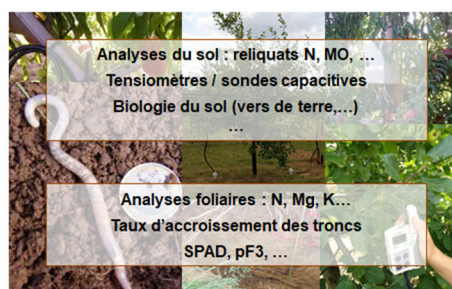 Analyses du sol : reliquats N, MO, …
Tensiomètres / sondes capacitives
Biologie du sol (vers de terre,…)
…
Analyses foliaires : N, Mg, K…
Taux d’accroissement des troncs
SPAD, pF3, …